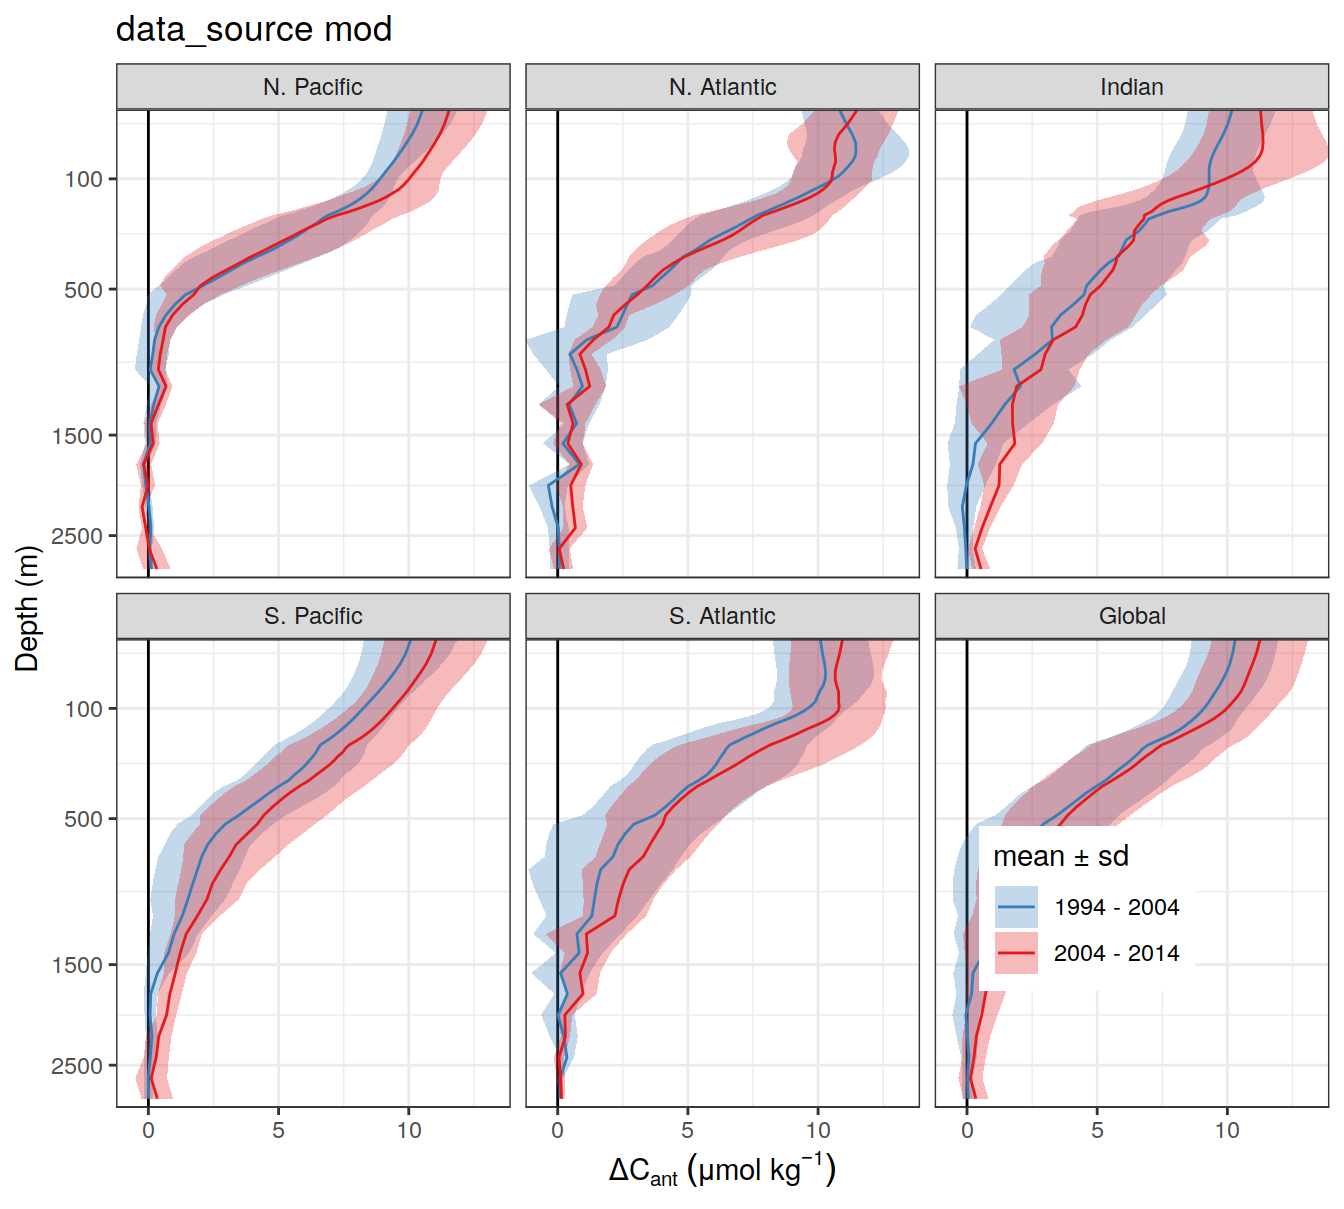 data_source mod
N. Pacific
N. Atlantic
Indian
100
500
1500
2500
S. Pacific
S. Atlantic
Global
100
500
1500
2500
mean ± sd
1994 - 2004
2004 - 2014
0 5 10
0 5 10
0 5 10
Depth (m)
ΔCant (μmol kg−1)